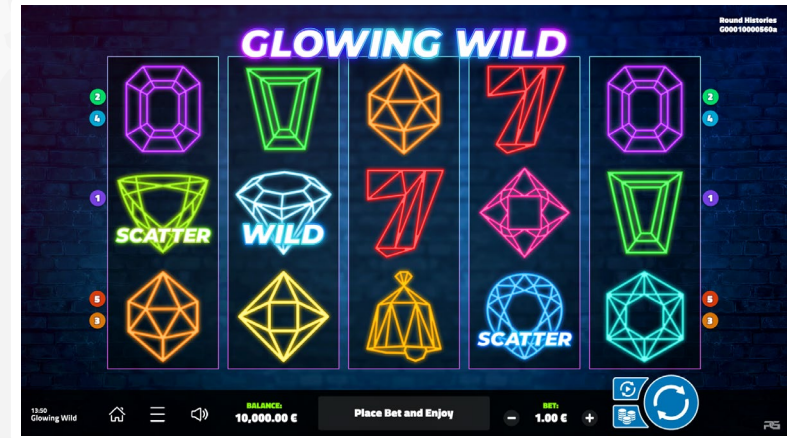 Round Histories
G00010000560a
GLOWING WILD
2
2
4
4
1
1
SCATTER
WILD
5
5
3
3
SCATTER
13:50
Glowing Wild
BALANCE:
10,000.00 €
Place Bet and Enjoy
BET:
1.00 €